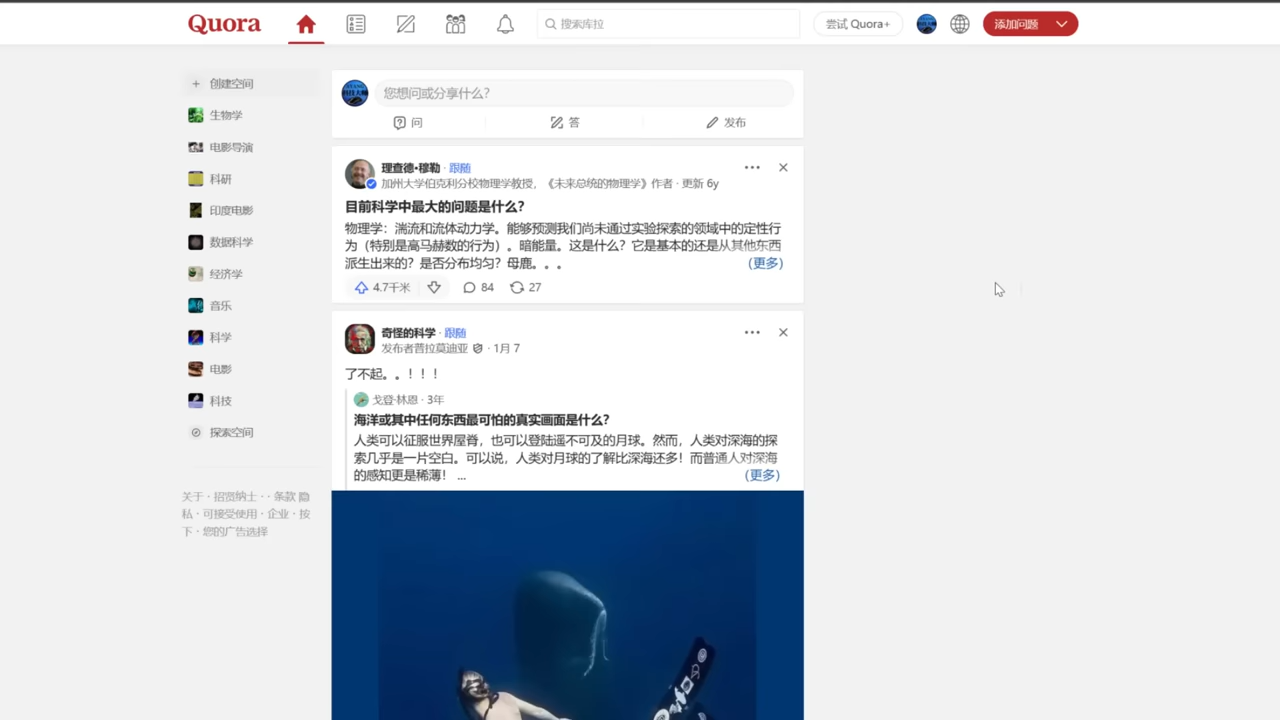 Quora
搜索库拉
尝试 Quora+
添加问题
创建空间
生物学
电影导演
科研
印度电影
数据科学
经济学
音乐
科学
电影
科技
探索空间
关于 · 招贤纳士 · · 条款 隐
私 · 可接受使用 · 企业 · 按
下 · 您的广告选择
您想问或分享什么?
问
答
发布
理查德•穆勒 · 跟随
加州大学伯克利分校物理学教授，《未来总统的物理学》作者 · 更新 6y
目前科学中最大的问题是什么？
物理学：湍流和流体动力学。能够预测我们尚未通过实验探索的领域中的定性行
为（特别是高马赫数的行为）。暗能量。这是什么？它是基本的还是从其他东西
派生出来的？是否分布均匀？母鹿。。。
(更多)
4.7千米
84
27
奇怪的科学 · 跟随
发布者普拉莫迪亚 · 1月 7
了不起。。！！！
戈登·林恩 · 3年
海洋或其中任何东西最可怕的真实画面是什么？
人类可以征服世界屋脊，也可以登陆遥不可及的月球。然而，人类对深海的探
索几乎是一片空白。可以说，人类对月球的了解比深海还多！而普通人对深海
的感知更是稀薄！ ...
(更多)